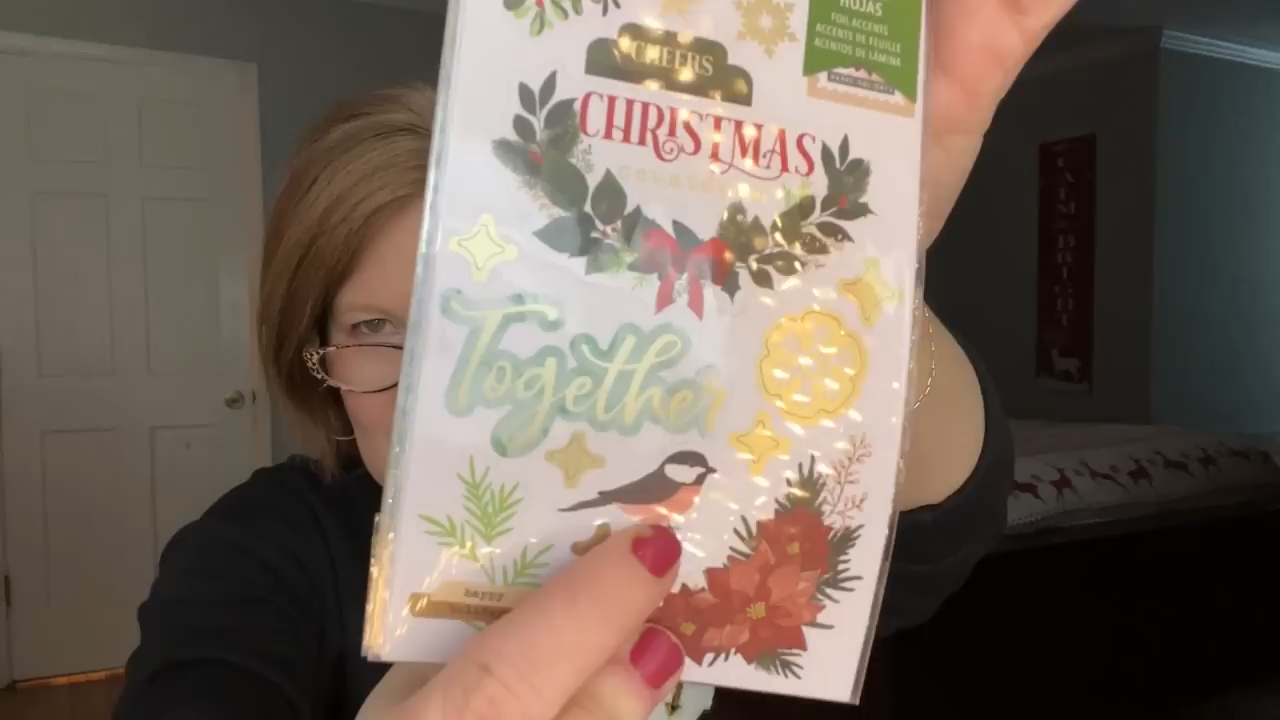 HOJAS
FOIL ACCENTS
ACCENTS DE FEUILLE
ACENTOS DE LÁMINA
CHEERS
CHRISTMAS
Together
happy